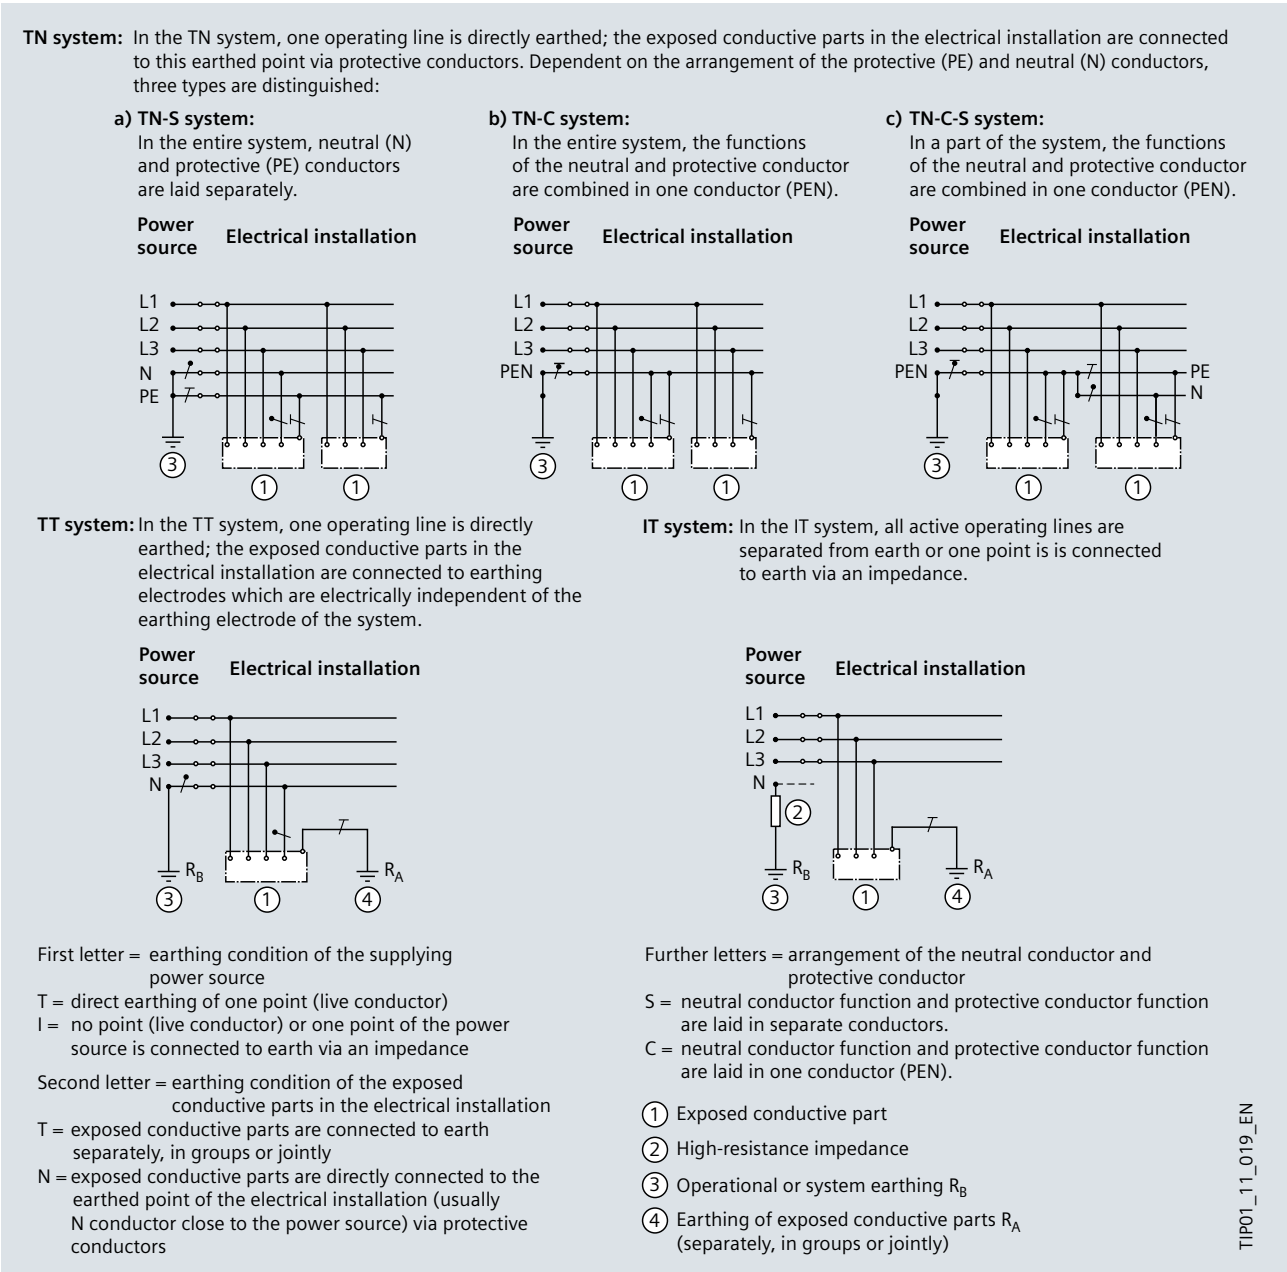 TN system: In the TN system, one operating line is directly earthed; the exposed conductive parts in the electrical installation are connected
to this earthed point via protective conductors. Dependent on the arrangement of the protective (PE) and neutral (N) conductors,
three types are distinguished:
a) TN-S system:
In the entire system, neutral (N)
and protective (PE) conductors
are laid separately.
Power
source
Electrical installation
L1
L2
L3
N
PE
3
1
1
b) TN-C system:
In the entire system, the functions
of the neutral and protective conductor
are combined in one conductor (PEN).
Power
source
Electrical installation
L1
L2
L3
PEN
3
1
1
c) TN-C-S system:
In a part of the system, the functions
of the neutral and protective conductor
are combined in one conductor (PEN).
Power
source
Electrical installation
L1
L2
L3
PEN
PE
N
3
1
1
TT system: In the TT system, one operating line is directly
earthed; the exposed conductive parts in the
electrical installation are connected to earthing
electrodes which are electrically independent of the
earthing electrode of the system.
Power
source
Electrical installation
L1
L2
L3
N
RB
RA
3
1
4
IT system: In the IT system, all active operating lines are
separated from earth or one point is is connected
to earth via an impedance.
Power
source
Electrical installation
L1
L2
L3
N
2
RB
RA
3
1
4
First letter = earthing condition of the supplying
power source
T = direct earthing of one point (live conductor)
I = no point (live conductor) or one point of the power
source is connected to earth via an impedance
Second letter = earthing condition of the exposed
conductive parts in the electrical installation
T = exposed conductive parts are connected to earth
separately, in groups or jointly
N = exposed conductive parts are directly connected to the
earthed point of the electrical installation (usually
N conductor close to the power source) via protective
conductors
Further letters = arrangement of the neutral conductor and
protective conductor
S = neutral conductor function and protective conductor function
are laid in separate conductors.
C = neutral conductor function and protective conductor function
are laid in one conductor (PEN).
1 Exposed conductive part
2 High-resistance impedance
3 Operational or system earthing RB
4 Earthing of exposed conductive parts RA
(separately, in groups or jointly)
TIP01_11_019_EN